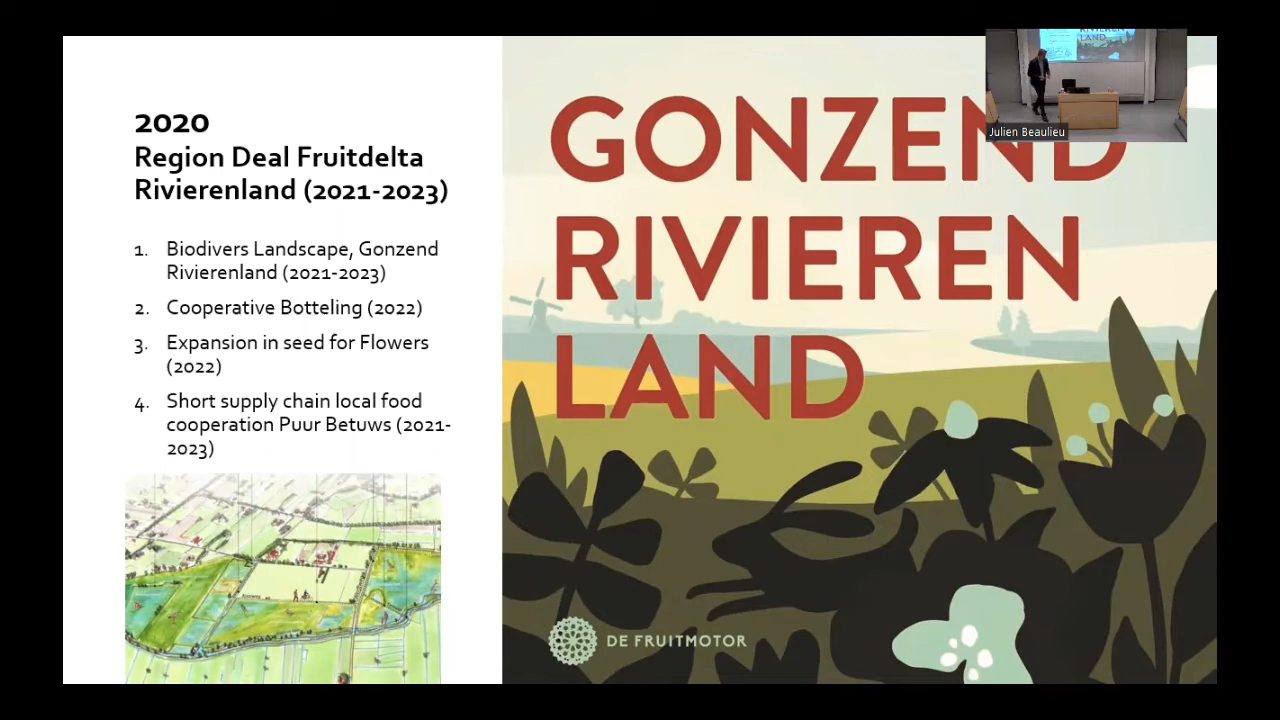 2020
Region Deal Fruitdelta
Rivierenland (2021-2023)
1. Biodivers Landscape, Gonzend
Rivierenland (2021-2023)
2. Cooperative Botteling (2022)
3. Expansion in seed for Flowers
(2022)
4. Short supply chain local food
cooperation Puur Betuws (2021-
2023)
GONZEND
RIVIEREN
LAND
DE FRUITMOTOR
Julien Beaulieu